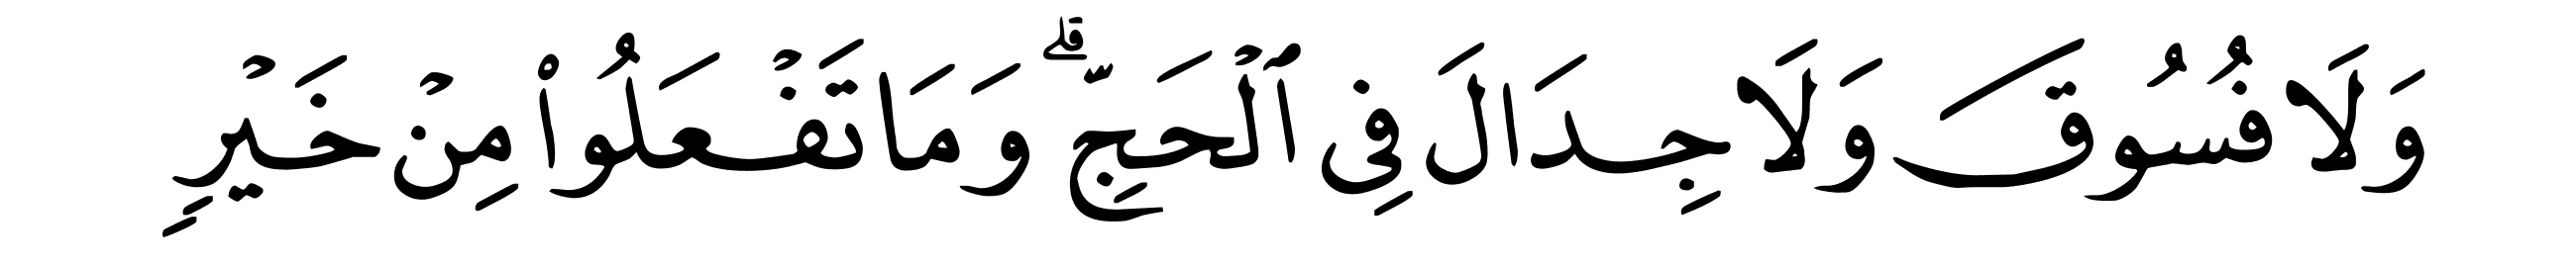 وَلَا فُسُوقَ وَلَا جِدَالَ فِي ٱلۡحَجِّۗ وَمَا تَفۡعَلُواْ مِنۡ خَيۡرٖ